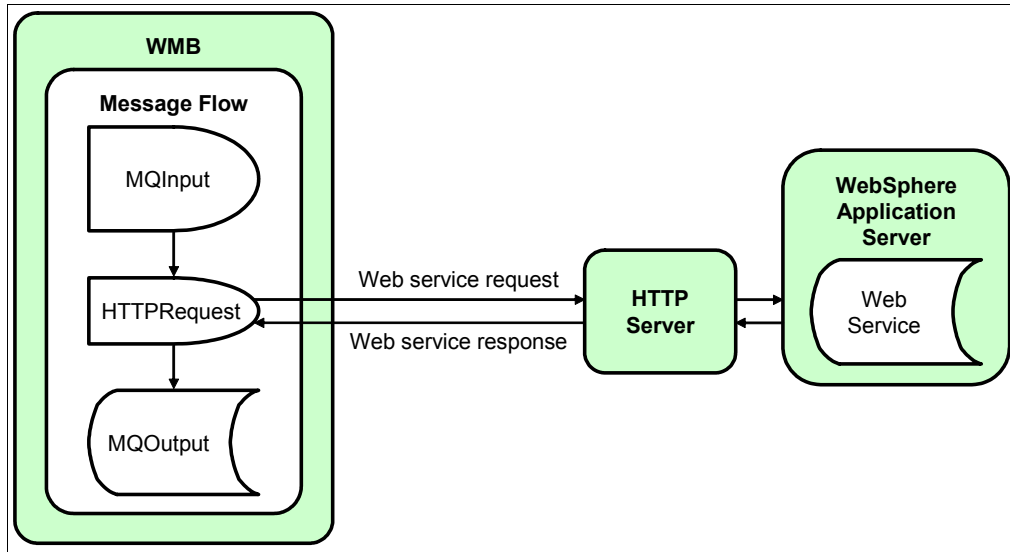 WMB
Message Flow
MQInput
HTTPRequest
MQOutput
Web service request
Web service response
HTTP
Server
WebSphere
Application
Server
Web
Service